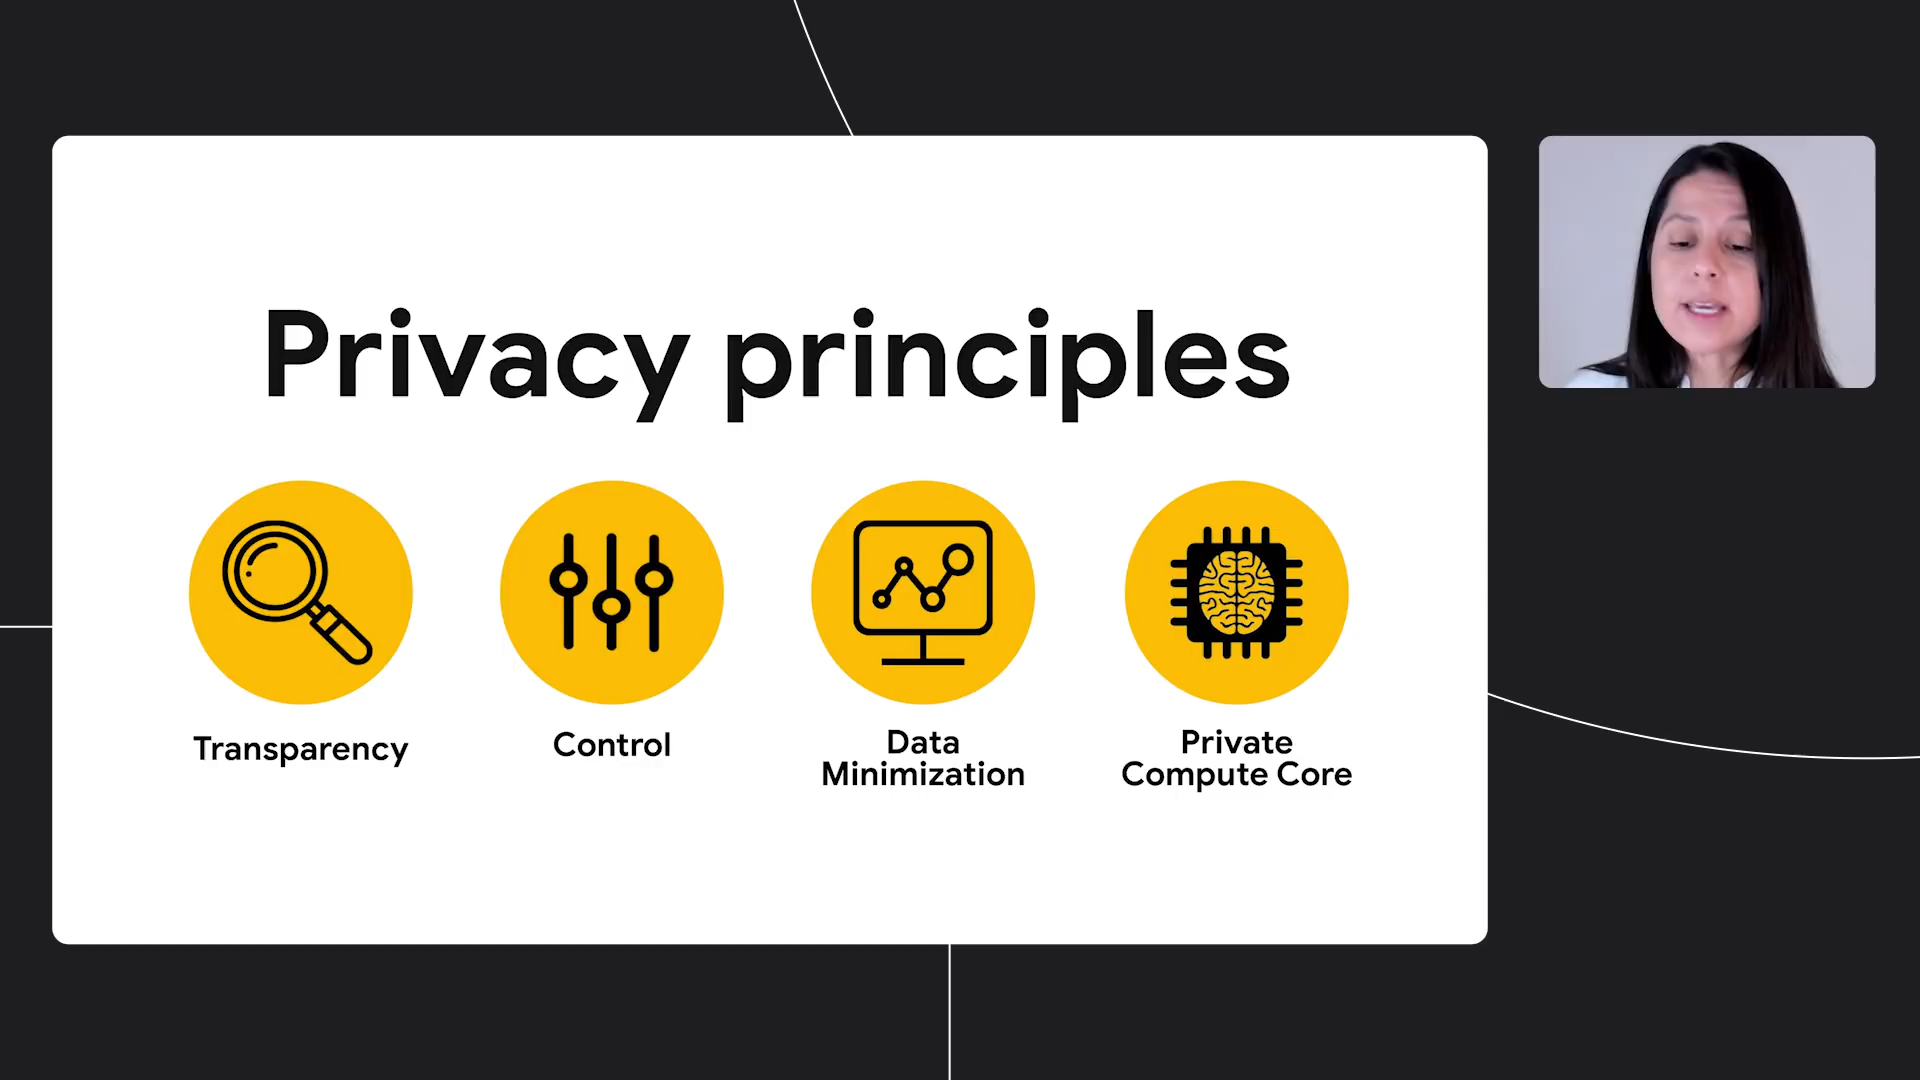 Privacy principles
Transparency
Control
Data
Minimization
Private
Compute Core